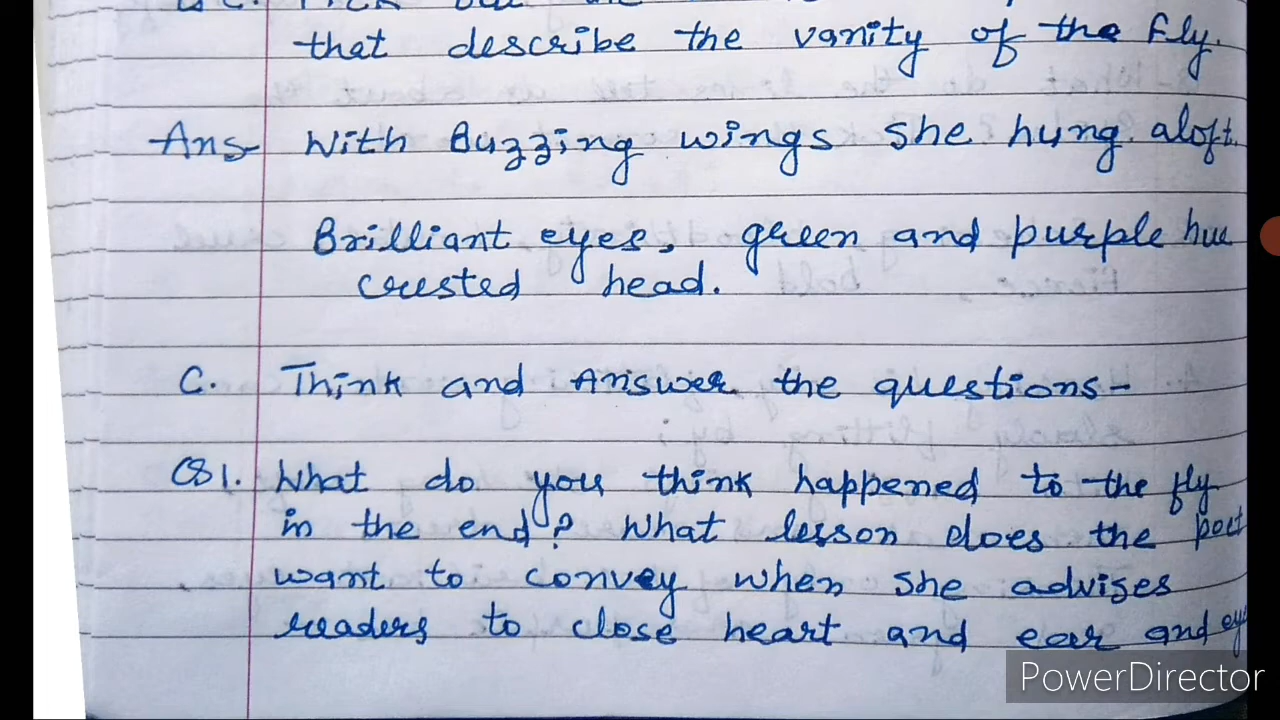 that describe the vanity of the Fly.
Ans- With Buzzing wings she hung aloft.
Brilliant eyes, green and purple hue
crested head.
C. Think and Answer the questions-
Q1. What do you think happened to the fly
in the end? What lesson does the poet
want to convey when she advises
readers to close heart and ear and eye
PowerDirector